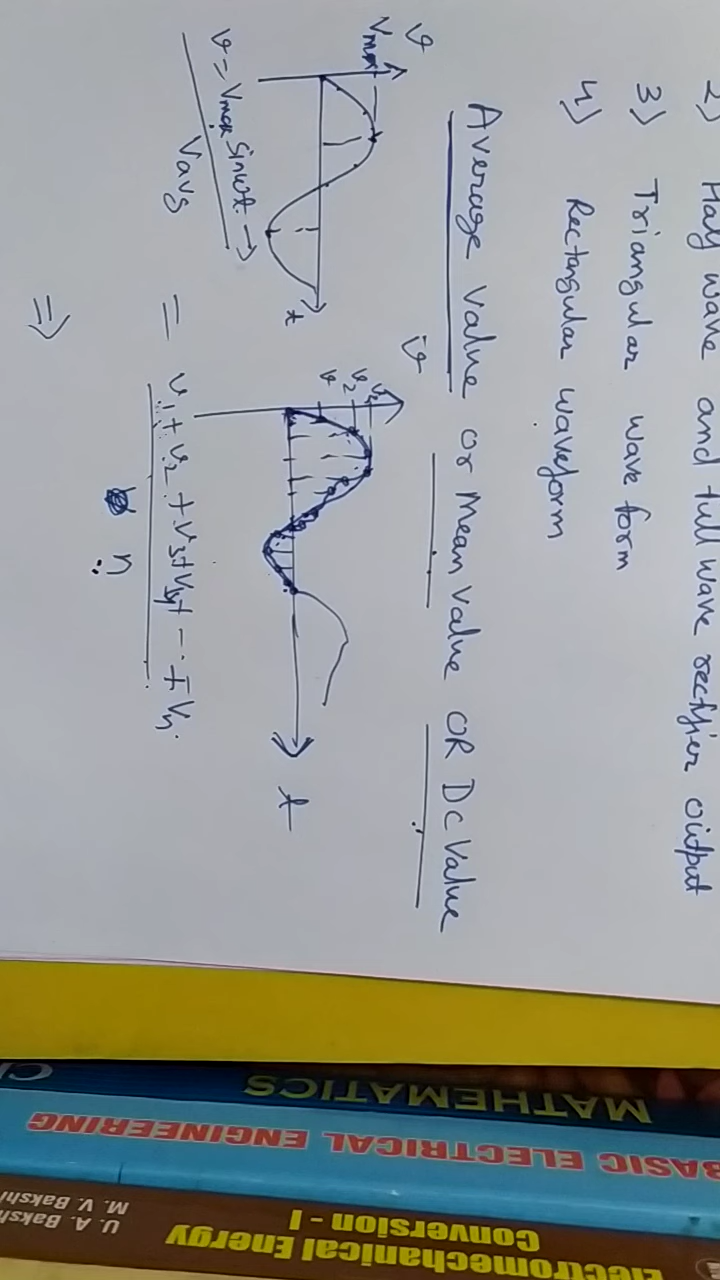 2) Half wave and full wave rectifier output
3) Triangular wave form
4) Rectangular waveform
Average value or Mean value OR DC Value
v
Vmax
t
v = Vmax Sinωt →
v
v3
v2
v
t
Vavg = v1 + v2 + v3 + v4 + - - + vn
n
⇒
MATHEMATICS
BASIC ELECTRICAL ENGINEERING
Electromechanical Energy
Conversion - I
U. A. Bakshi
M. V. Bakshi